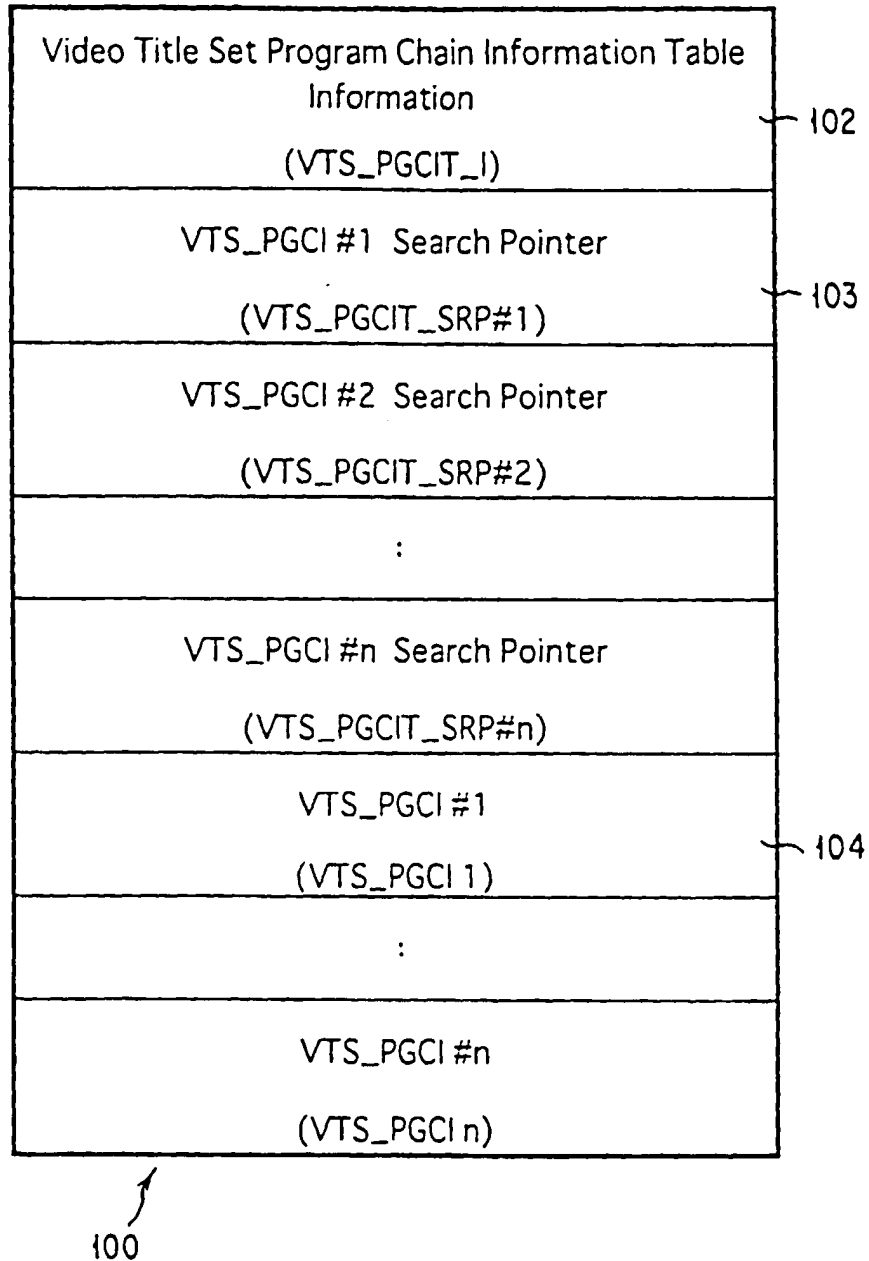 Video Title Set Program Chain Information Table
Information
(VTS_PGCIT_I)
102
VTS_PGCI #1 Search Pointer
(VTS_PGCIT_SRP#1)
103
VTS_PGCI #2 Search Pointer
(VTS_PGCIT_SRP#2)
:
VTS_PGCI #n Search Pointer
(VTS_PGCIT_SRP#n)
VTS_PGCI #1
(VTS_PGCI 1)
104
:
VTS_PGCI #n
(VTS_PGCI n)
100